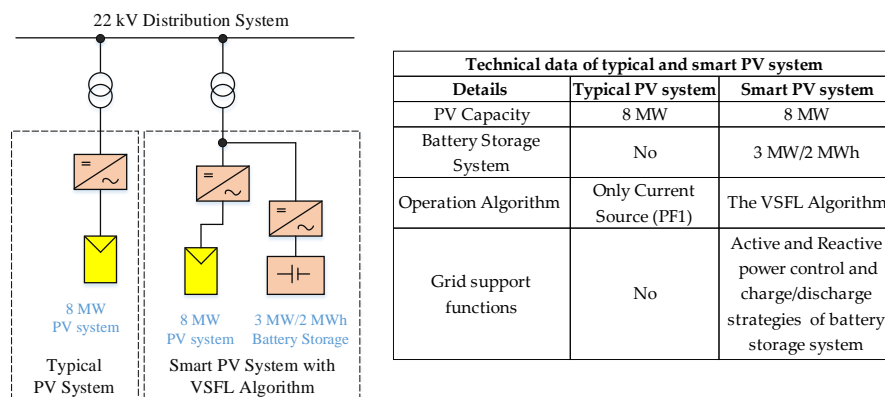 22 kV Distribution System
8 MW
PV system
8 MW
PV system
3 MW/2 MWh
Battery Storage
Typical
PV System
Smart PV System with
VSFL Algorithm
Technical data of typical and smart PV system
Details Typical PV system Smart PV system
PV Capacity 8 MW 8 MW
Battery Storage
System
No
3 MW/2 MWh
Operation Algorithm
Only Current
Source (PF1)
The VSFL Algorithm
Grid support
functions
No
Active and Reactive
power control and
charge/discharge
strategies of battery
storage system